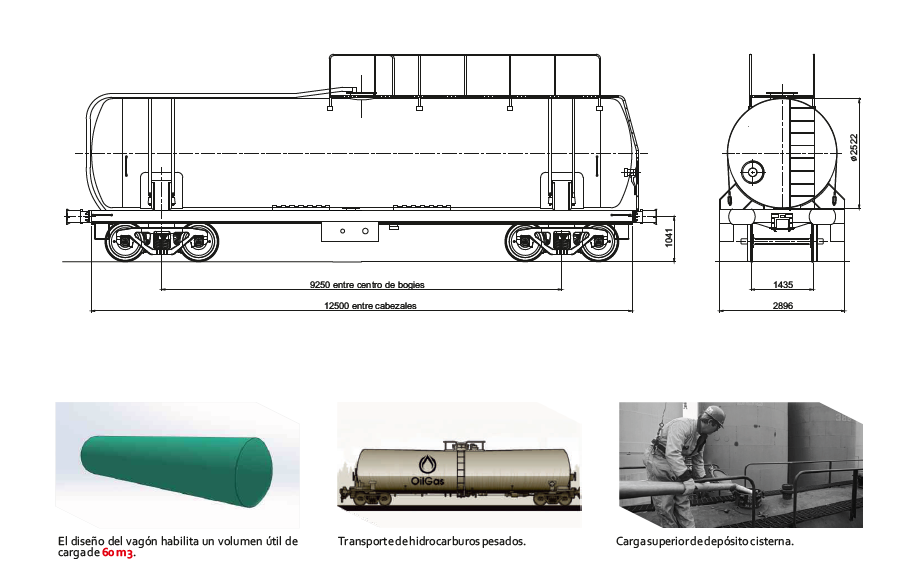 ø2522
1041
9250 entre centro de bogies
12500 entre cabezales
1435
2896
OilGas
El diseño del vagón habilita un volumen útil de
carga de 60 m3.
Transporte de hidrocarburos pesados.
Carga superior de depósito cisterna.